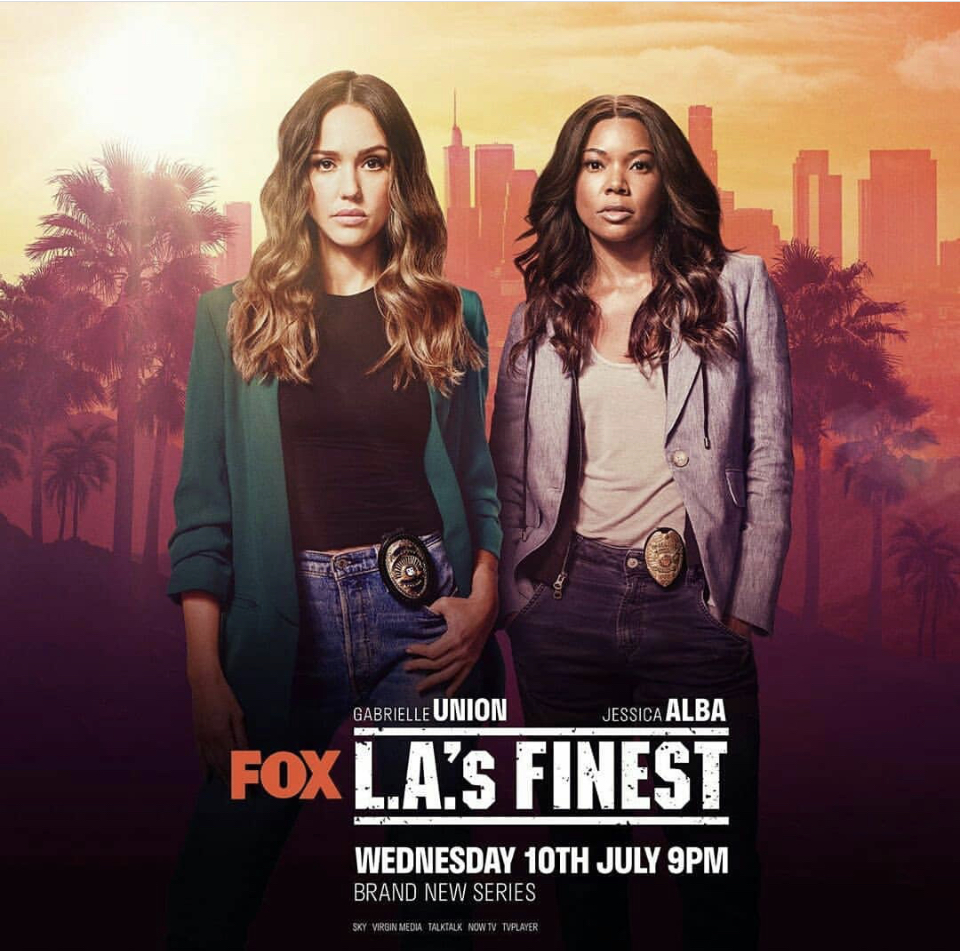 GABRIELLE UNION JESSICA ALBA
FOX L.A.'s FINEST
WEDNESDAY 10TH JULY 9PM
BRAND NEW SERIES
SKY VIRGIN MEDIA TALKTALK NOW TV TVPLAYER